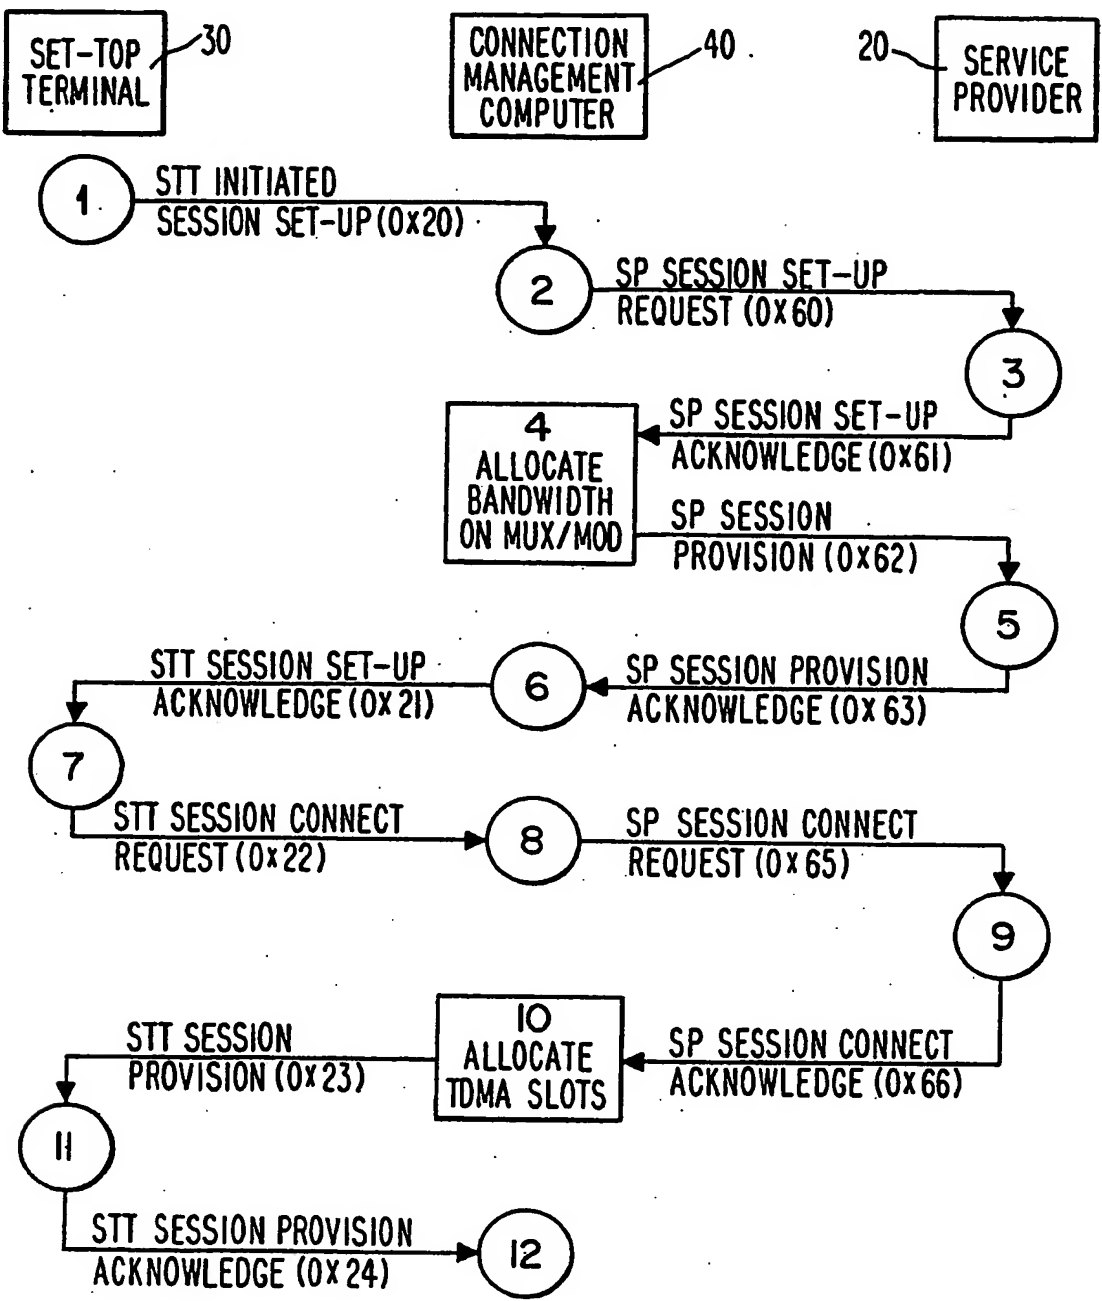 SET-TOP
TERMINAL
30
CONNECTION
MANAGEMENT
COMPUTER
40
20
SERVICE
PROVIDER
1
STT INITIATED
SESSION SET-UP(0X20)
2
SP SESSION SET-UP
REQUEST (0X60)
3
SP SESSION SET-UP
ACKNOWLEDGE(0X61)
4
ALLOCATE
BANDWIDTH
ON MUX/MOD
SP SESSION
PROVISION (0X62)
5
SP SESSION PROVISION
ACKNOWLEDGE (0X63)
6
STT SESSION SET-UP
ACKNOWLEDGE(0X21)
7
STT SESSION CONNECT
REQUEST(0X22)
8
SP SESSION CONNECT
REQUEST (0X65)
9
SP SESSION CONNECT
ACKNOWLEDGE (0X66)
10
ALLOCATE
TDMA SLOTS
STT SESSION
PROVISION (0X23)
11
STT SESSION PROVISION
ACKNOWLEDGE (0X24)
12